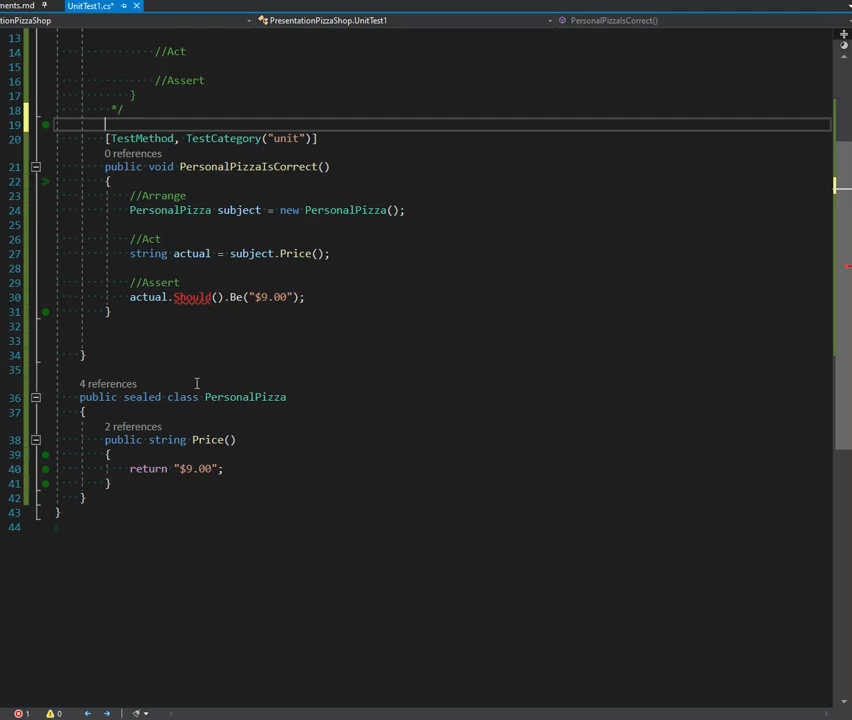 ments.md UnitTest1.cs*
tionPizzaShop PresentationPizzaShop.UnitTest1 PersonalPizzaIsCorrect()
13
14 //Act
15
16 //Assert
17 }
18 */
19
20 [TestMethod, TestCategory("unit")]
0 references
21 public void PersonalPizzaIsCorrect()
22 {
23 //Arrange
24 PersonalPizza subject = new PersonalPizza();
25
26 //Act
27 string actual = subject.Price();
28
29 //Assert
30 actual.Should().Be("$9.00");
31 }
32
33
34 }
35
4 references
36 public sealed class PersonalPizza
37 {
2 references
38 public string Price()
39 {
40 return "$9.00";
41 }
42 }
43 }
44
1 0